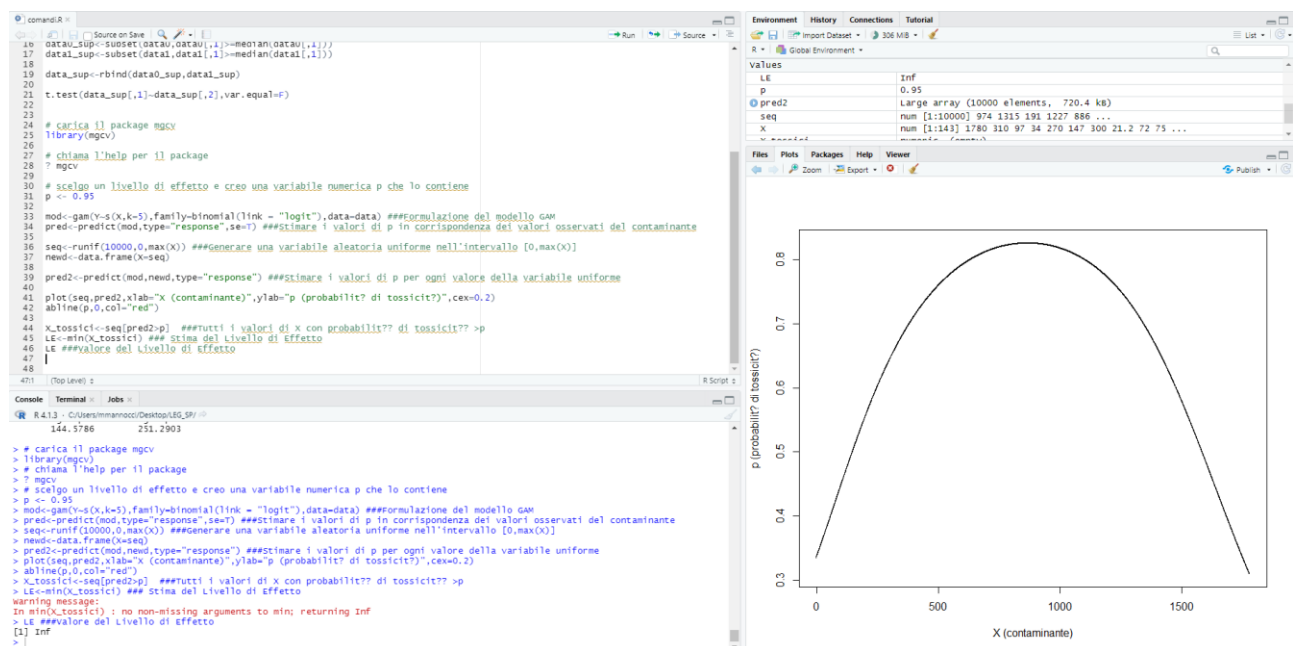 comandi.R
Source on Save
Run
Source
16 data0_sup<-subset(data0,data0[,1]>=median(data0[,1]))
17 data1_sup<-subset(data1,data1[,1]>=median(data1[,1]))
18
19 data_sup<-rbind(data0_sup,data1_sup)
20
21 t.test(data_sup[,1]~data_sup[,2],var.equal=F)
22
23
24 # carica il package mgcv
25 library(mgcv)
26
27 # chiama l'help per il package
28 ? mgcv
29
30 # scelgo un livello di effetto e creo una variabile numerica p che lo contiene
31 p <- 0.95
32
33 mod<-gam(Y~s(X,k=5),family=binomial(link = "logit"),data=data) ###Formulazione del modello GAM
34 pred<-predict(mod,type="response",se=T) ###Stimare i valori di p in corrispondenza dei valori osservati del contaminante
35
36 seq<-runif(10000,0,max(X)) ###Generare una variabile aleatoria uniforme nell'intervallo [0,max(X)]
37 newd<-data.frame(X=seq)
38
39 pred2<-predict(mod,newd,type="response") ###Stimare i valori di p per ogni valore della variabile uniforme
40
41 plot(seq,pred2,xlab="X (contaminante)",ylab="p (probabilit? di tossicit?)",cex=0.2)
42 abline(p,0,col="red")
43
44 X_tossici<-seq[pred2>p] ###Tutti i valori di X con probabilit?? di tossicit?? >p
45 LE<-min(X_tossici) ### Stima del Livello di Effetto
46 LE ###Valore del Livello di Effetto
47
48
47:1 (Top Level) R Script
Console Terminal Jobs
R 4.1.3 · C:/Users/mmannocci/Desktop/LEG_SP/
144.5786 251.2903
> # carica il package mgcv
> library(mgcv)
> # chiama l'help per il package
> ? mgcv
> # scelgo un livello di effetto e creo una variabile numerica p che lo contiene
> p <- 0.95
> mod<-gam(Y~s(X,k=5),family=binomial(link = "logit"),data=data) ###Formulazione del modello GAM
> pred<-predict(mod,type="response",se=T) ###Stimare i valori di p in corrispondenza dei valori osservati del contaminante
> seq<-runif(10000,0,max(X)) ###Generare una variabile aleatoria uniforme nell'intervallo [0,max(X)]
> newd<-data.frame(X=seq)
> pred2<-predict(mod,newd,type="response") ###Stimare i valori di p per ogni valore della variabile uniforme
> plot(seq,pred2,xlab="X (contaminante)",ylab="p (probabilit? di tossicit?)",cex=0.2)
> abline(p,0,col="red")
> X_tossici<-seq[pred2>p] ###Tutti i valori di X con probabilit?? di tossicit?? >p
> LE<-min(X_tossici) ### Stima del Livello di Effetto
Warning message:
In min(X_tossici) : no non-missing arguments to min; returning Inf
> LE ###Valore del Livello di Effetto
[1] Inf
>
Environment History Connections Tutorial
Import Dataset
306 MiB
List
R Global Environment
Values
LE Inf
p 0.95
pred2 Large array (10000 elements, 720.4 kB)
seq num [1:10000] 974 1315 191 1227 886 ...
X num [1:143] 1780 310 97 34 270 147 300 21.2 72 75 ...
Files Plots Packages Help Viewer
Zoom Export Publish
p (probabilit? di tossicit?)
0.8
0.7
0.6
0.5
0.4
0.3
0 500 1000 1500
X (contaminante)